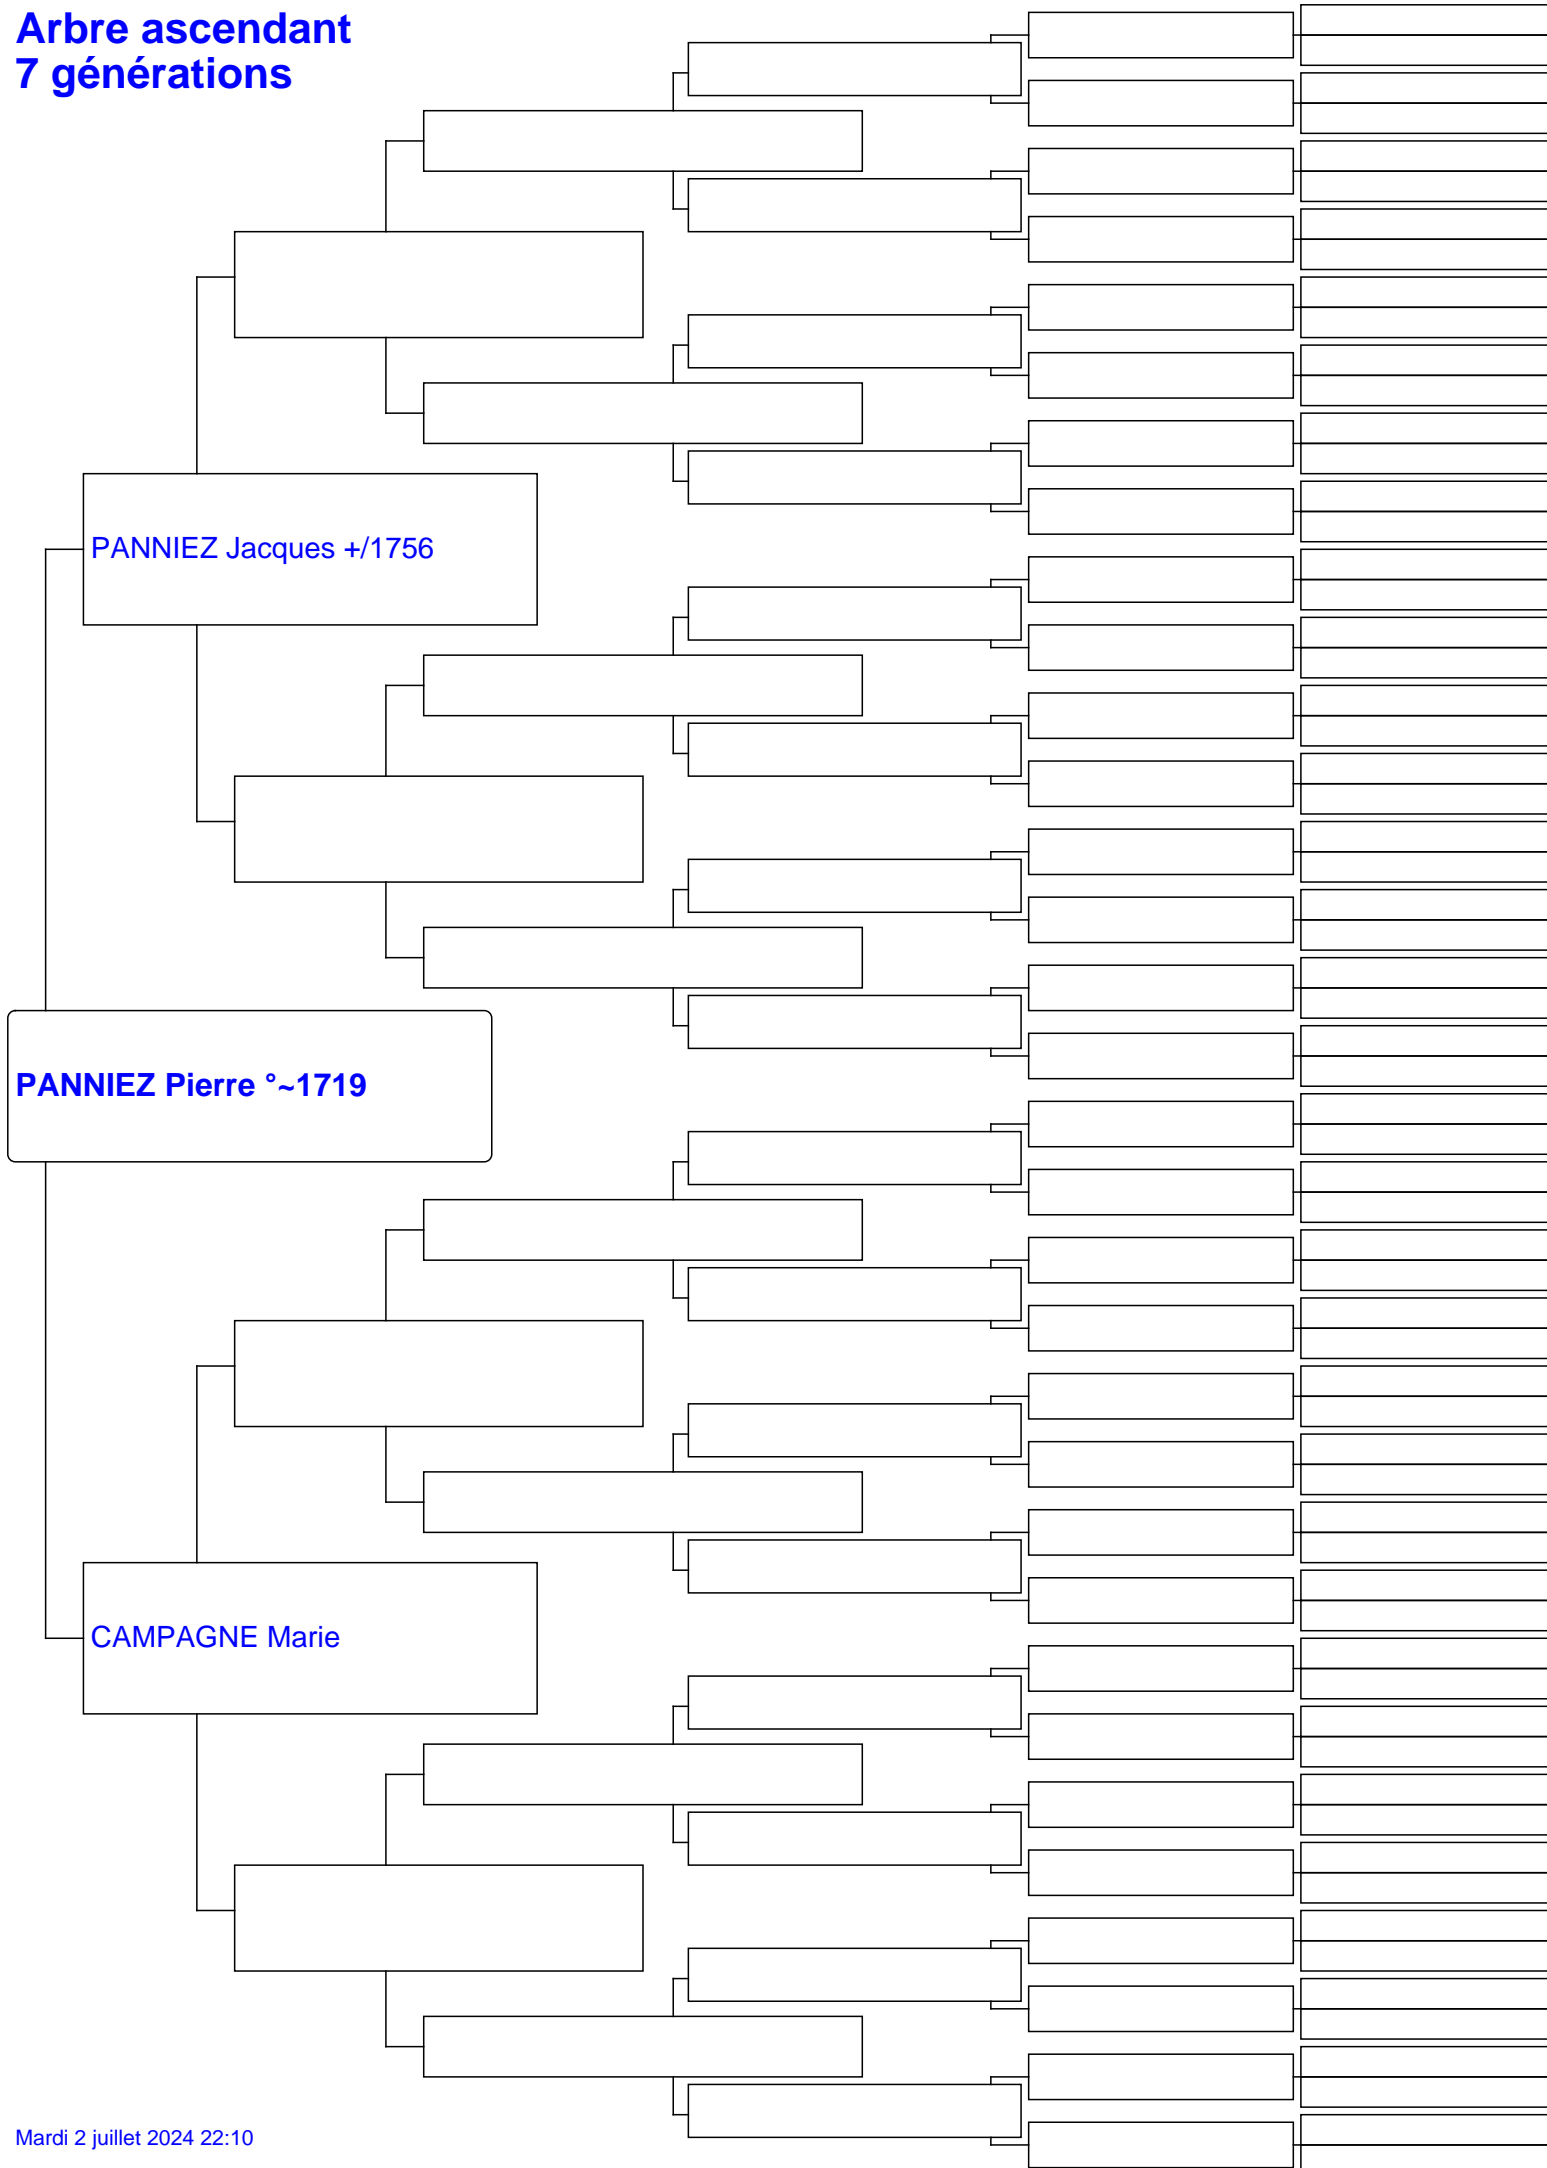 Arbre ascendant
7 générations
PANNIEZ Jacques +/1756
PANNIEZ Pierre °~1719
CAMPAGNE Marie
Mardi 2 juillet 2024 22:10